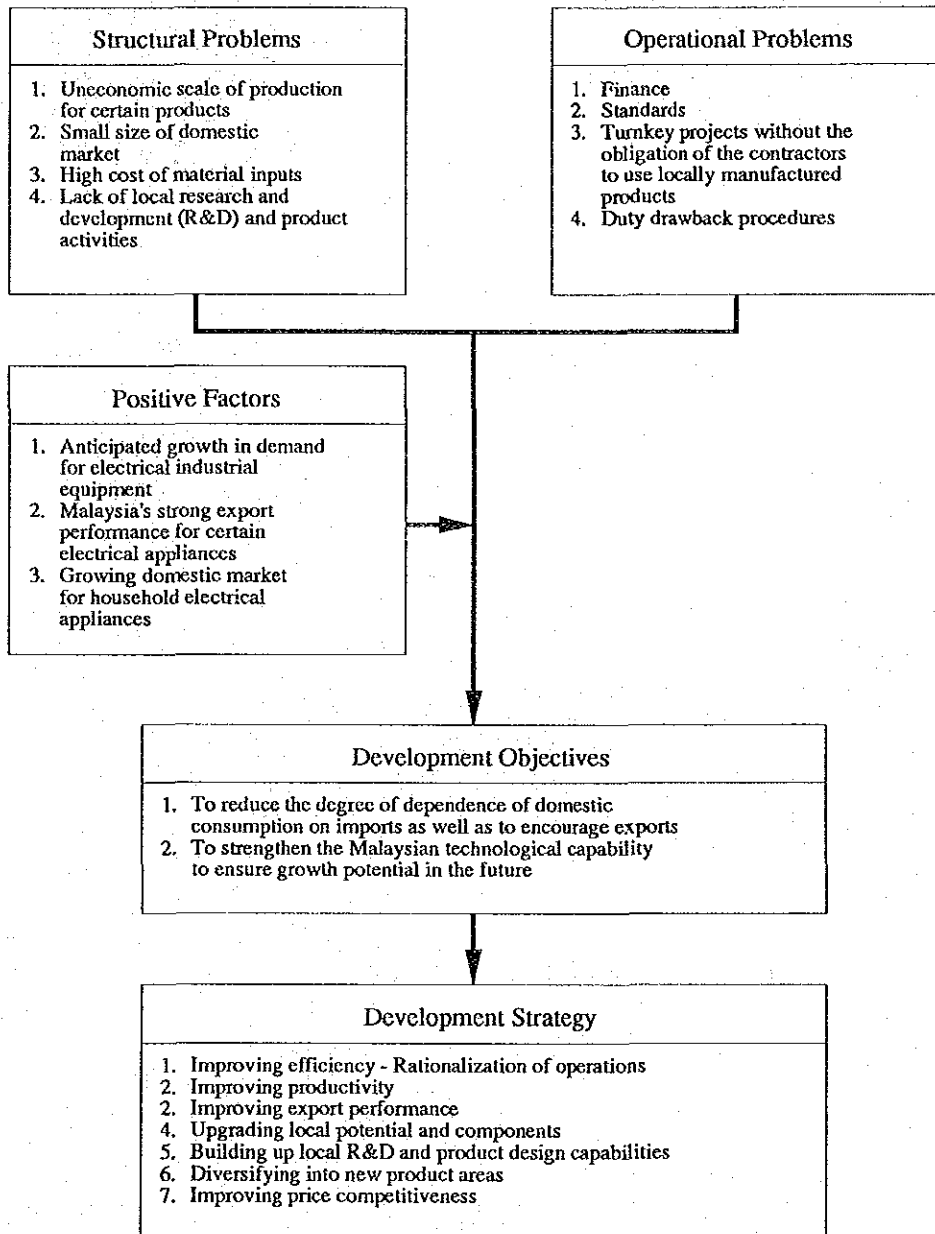 Structural Problems
1. Uneconomic scale of production
for certain products
2. Small size of domestic
market
3. High cost of material inputs
4. Lack of local research and
development (R&D) and product
activities
Operational Problems
1. Finance
2. Standards
3. Turnkey projects without the
obligation of the contractors
to use locally manufactured
products
4. Duty drawback procedures
Positive Factors
1. Anticipated growth in demand
for electrical industrial
equipment
2. Malaysia's strong export
performance for certain
electrical appliances
3. Growing domestic market
for household electrical
appliances
Development Objectives
1. To reduce the degree of dependence of domestic
consumption on imports as well as to encourage exports
2. To strengthen the Malaysian technological capability
to ensure growth potential in the future
Development Strategy
1. Improving efficiency - Rationalization of operations
2. Improving productivity
2. Improving export performance
4. Upgrading local potential and components
5. Building up local R&D and product design capabilities
6. Diversifying into new product areas
7. Improving price competitiveness